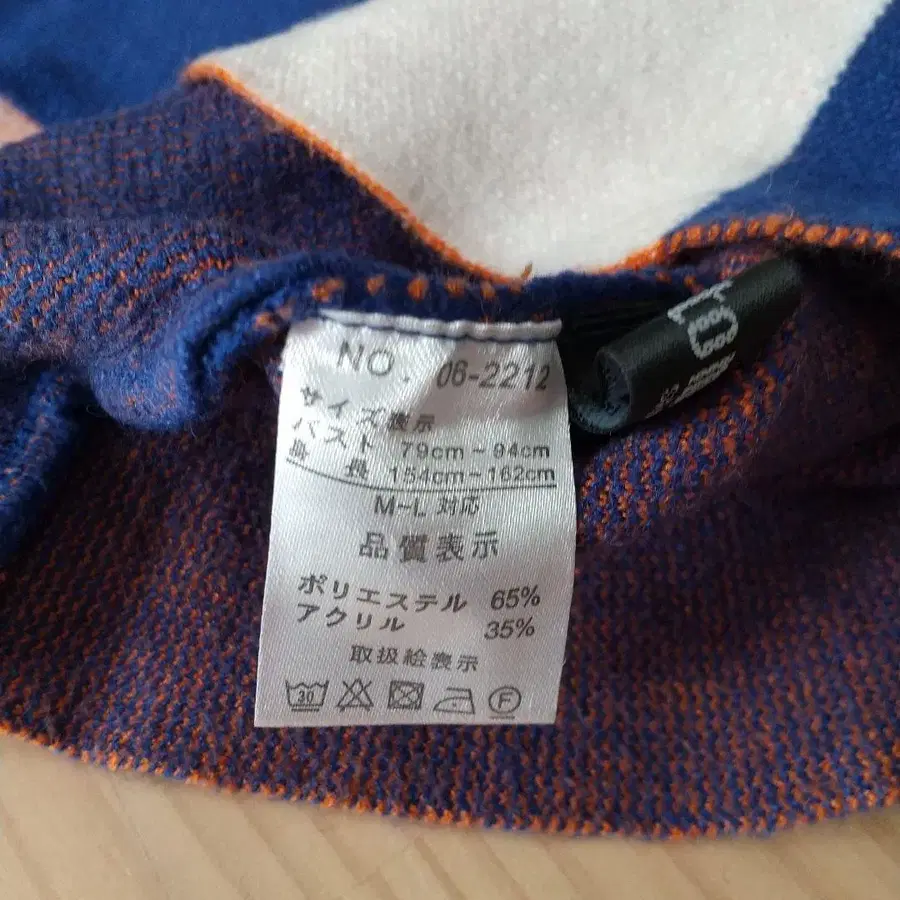 NO. 06-2212
サイズ表示
バスト 79cm~94cm
身長 154cm~162cm
M~L 対応
品質表示
ポリエステル 65%
アクリル 35%
取扱絵表示
30
F